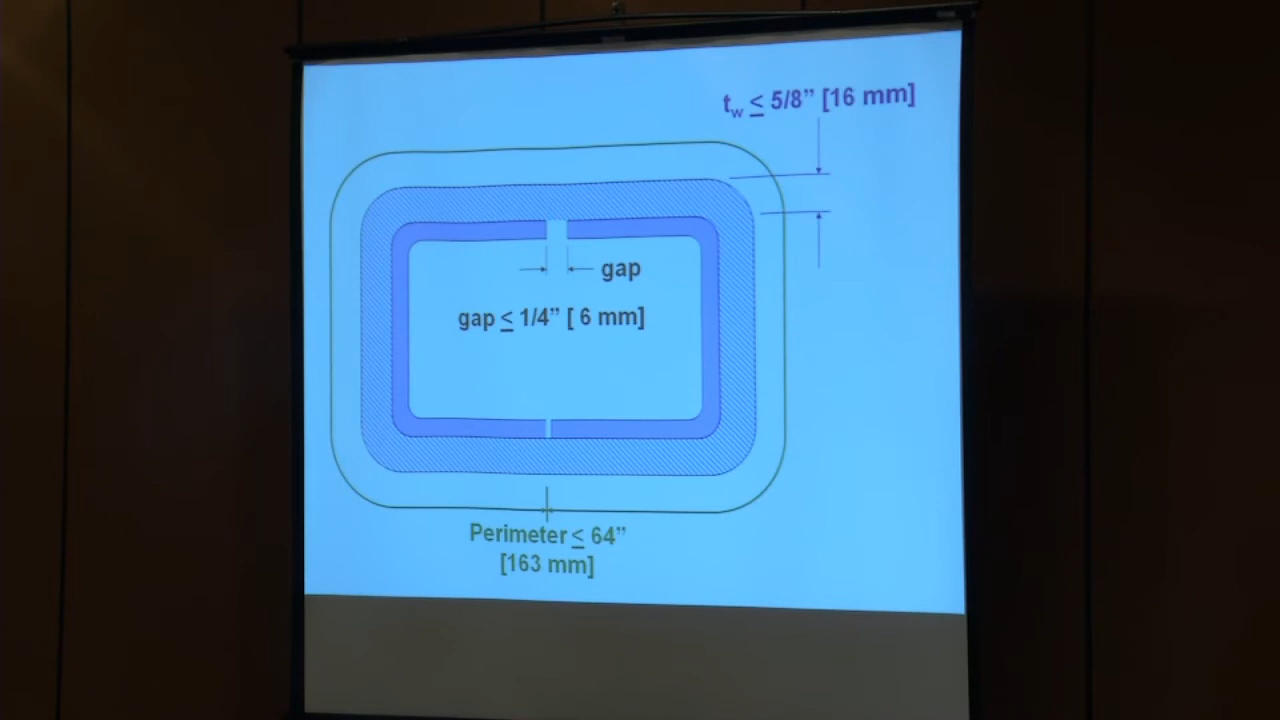 tw ≤ 5/8” [16 mm]
gap
gap ≤ 1/4” [ 6 mm]
Perimeter ≤ 64”
[163 mm]